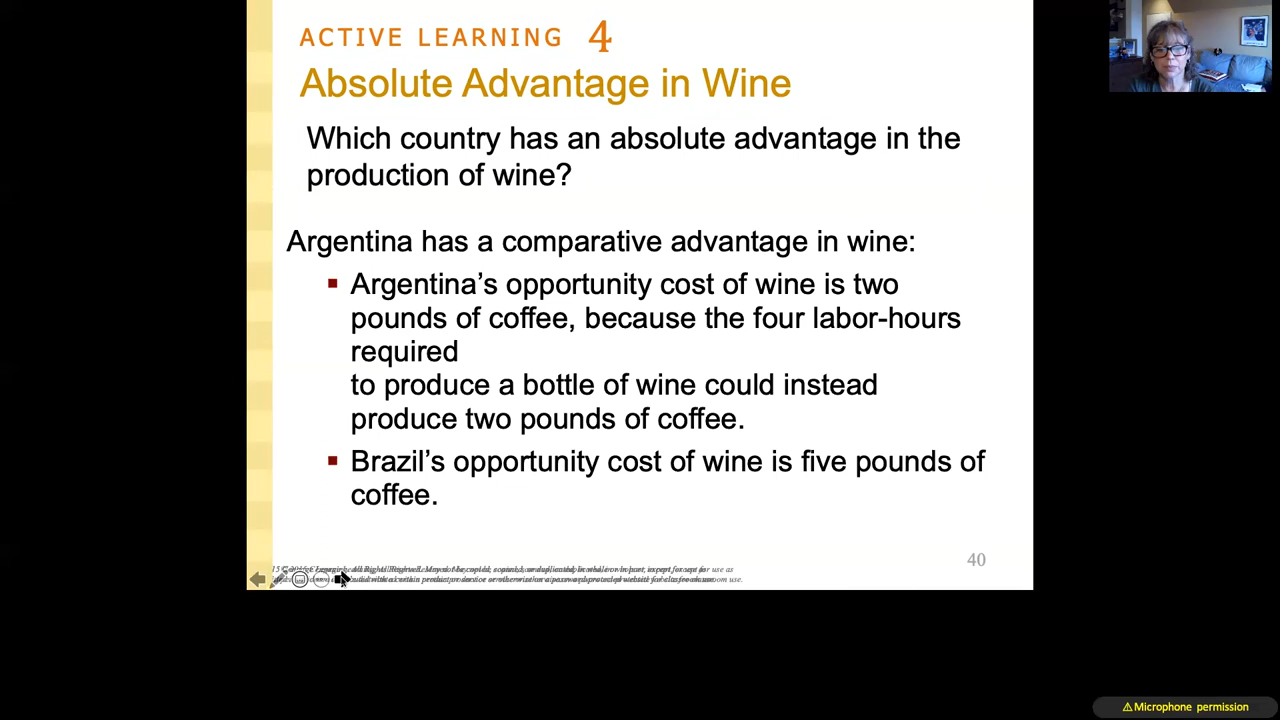 ACTIVE LEARNING 4
Absolute Advantage in Wine
Which country has an absolute advantage in the
production of wine?
Argentina has a comparative advantage in wine:
▪ Argentina’s opportunity cost of wine is two
pounds of coffee, because the four labor-hours
required
to produce a bottle of wine could instead
produce two pounds of coffee.
▪ Brazil’s opportunity cost of wine is five pounds of
coffee.
40
⚠Microphone permission